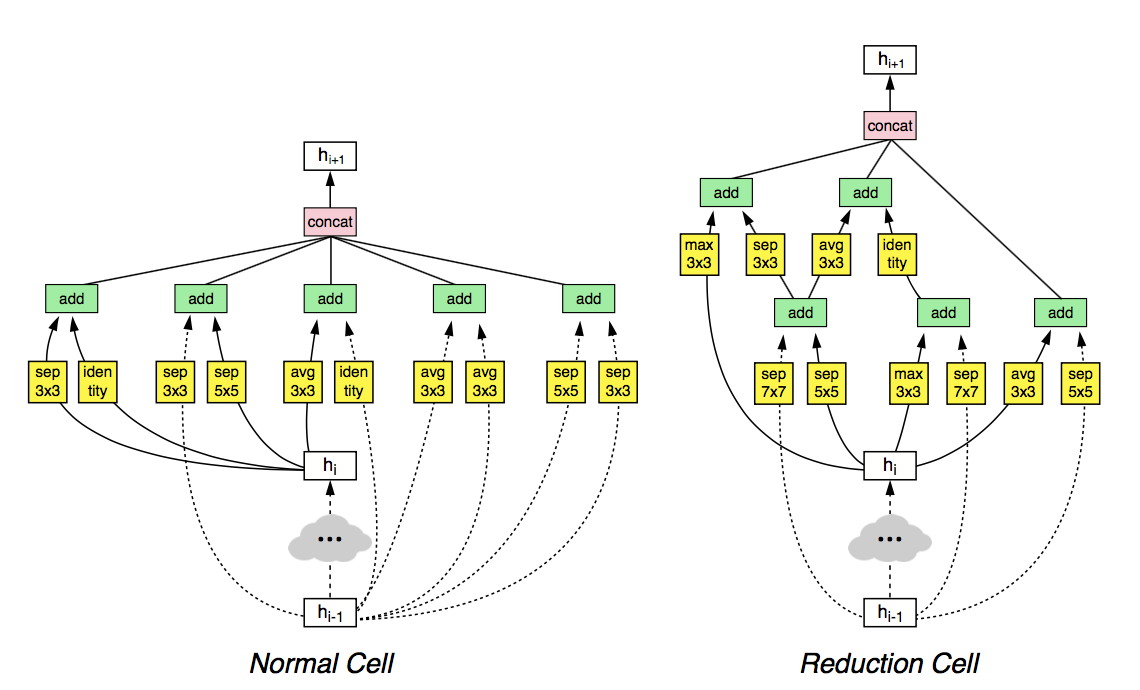 h_{i+1}
concat
add add add add add
sep 3x3 iden tity sep 3x3 sep 5x5 avg 3x3 iden tity avg 3x3 avg 3x3 sep 5x5 sep 3x3
h_i
...
h_{i-1}
Normal Cell
h_{i+1}
concat
add add
max 3x3 sep 3x3 avg 3x3 iden tity
add add add
sep 7x7 sep 5x5 max 3x3 sep 7x7 avg 3x3 sep 5x5
h_i
...
h_{i-1}
Reduction Cell